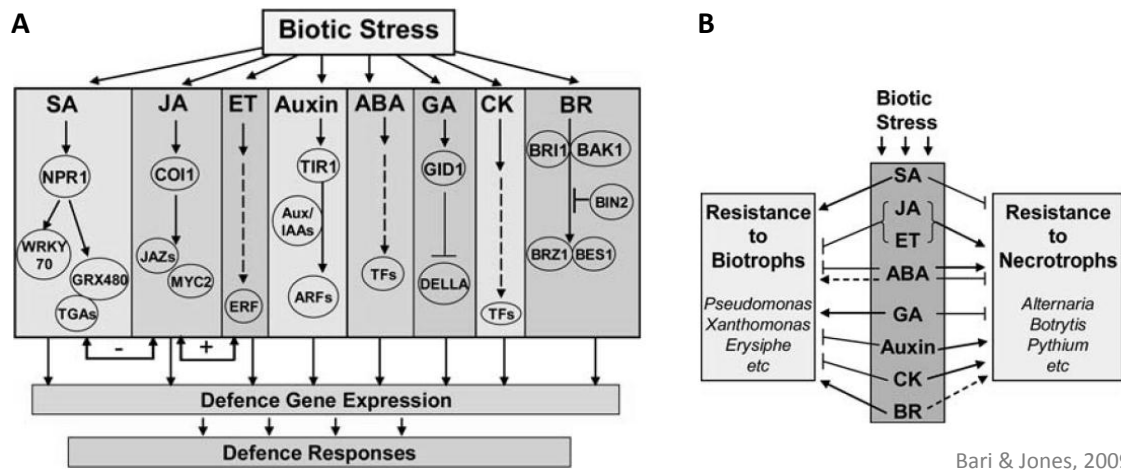 A
Biotic Stress
SA
JA
ET
Auxin
ABA
GA
CK
BR
NPR1
COI1
TIR1
GID1
BRI1
BAK1
WRKY
70
GRX480
TGAs
JAZs
MYC2
Aux/
IAAs
BIN2
BRZ1
BES1
TFs
DELLA
ERF
ARFs
TFs
-
+
Defence Gene Expression
Defence Responses
B
Biotic
Stress
Resistance
to
Biotrophs
Pseudomonas
Xanthomonas
Erysiphe
etc
SA
JA
ET
ABA
GA
Auxin
CK
BR
Resistance
to
Necrotrophs
Alternaria
Botrytis
Pythium
etc
Bari & Jones, 2009